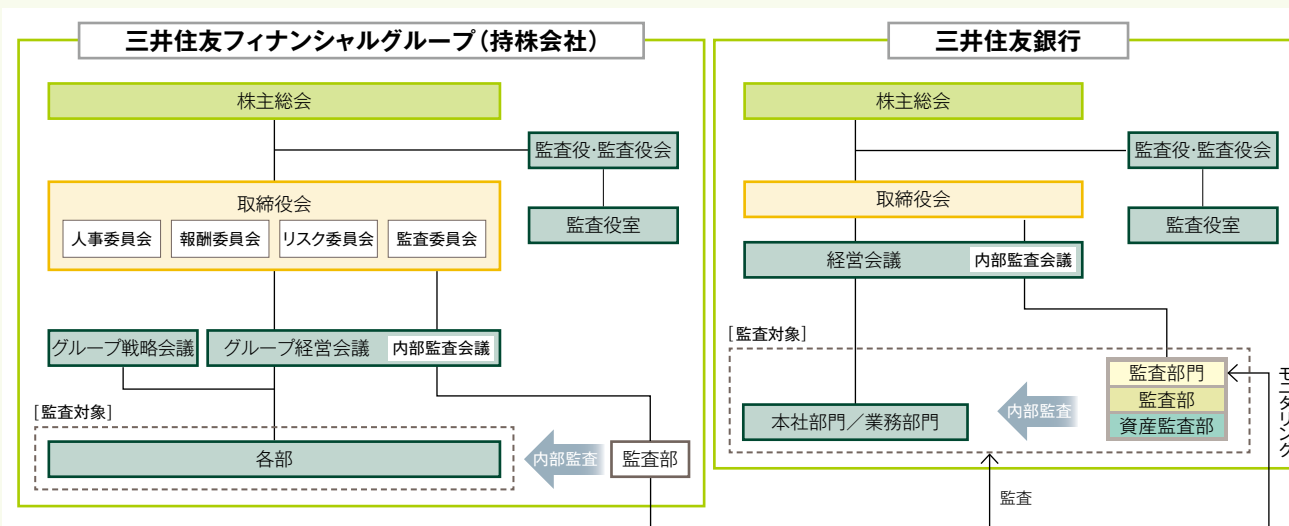 三井住友フィナンシャルグループ（持株会社）
株主総会
監査役・監査役会
取締役会
人事委員会
報酬委員会
リスク委員会
監査委員会
監査役室
グループ戦略会議
グループ経営会議
内部監査会議
[監査対象]
各部
内部監査
監査部
三井住友銀行
株主総会
監査役・監査役会
取締役会
監査役室
経営会議
内部監査会議
[監査対象]
監査部門
監査部
資産監査部
本社部門／業務部門
内部監査
モニタリング
監査